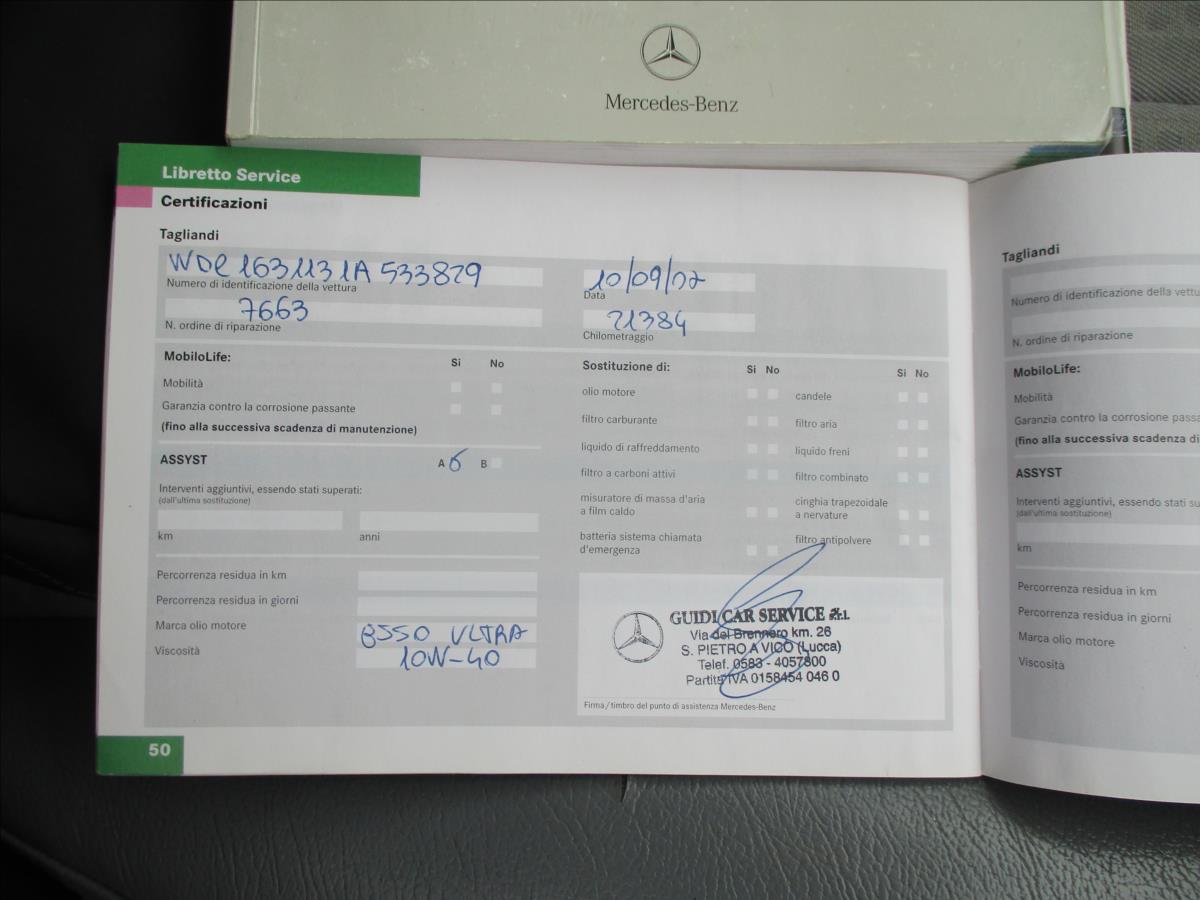 Mercedes-Benz
Libretto Service
Certificazioni
Tagliandi
WDC 1631131A 533829
Numero di identificazione della vettura
7663
N. ordine di riparazione
Data
21384
Chilometraggio
MobiloLife:
Si No
Mobilità
Garanzia contro la corrosione passante
(fino alla successiva scadenza di manutenzione)
ASSYST
A 6 B
Interventi aggiuntivi, essendo stati superati:
(dall'ultima sostituzione)
km anni
Percorrenza residua in km
Percorrenza residua in giorni
Marca olio motore
ULTRA
Viscosità
10W-40
Sostituzione di:
Si No
Si No
olio motore
candele
filtro carburante
filtro aria
liquido di raffreddamento
liquido freni
filtro a carboni attivi
filtro combinato
misuratore di massa d'aria
a film caldo
cinghia trapezoidale
a nervature
batteria sistema chiamata
d'emergenza
filtro antipolvere
GUIDI CAR SERVICE S.r.l.
Via del Brennero km. 26
S. PIETRO A VICO (Lucca)
Telef. 0583 - 4057800
Partita IVA 0158454 046 0
Firma/timbro del punto di assistenza Mercedes-Benz
50
Tagliandi
Numero di identificazione della vettu
N. ordine di riparazione
MobiloLife:
Mobilità
Garanzia contro la corrosione passa
(fino alla successiva scadenza di
ASSYST
Interventi aggiuntivi, essendo stati su
(dall'ultima sostituzione)
km
Percorrenza residua in km
Percorrenza residua in giorni
Marca olio motore
Viscosità